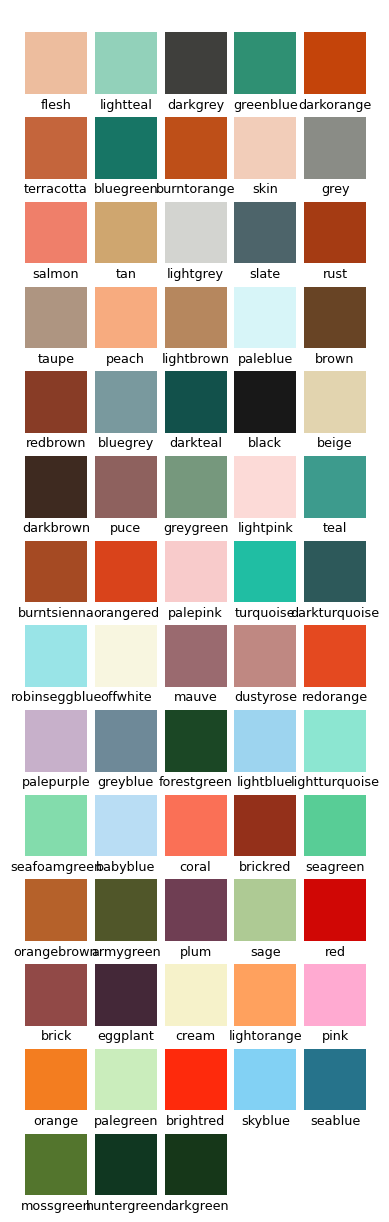 flesh lightteal darkgrey greenblue darkorange
terracotta bluegreen burntorange skin grey
salmon tan lightgrey slate rust
taupe peach lightbrown paleblue brown
redbrown bluegrey darkteal black beige
darkbrown puce greygreen lightpink teal
burntsienna orangered palepink turquoise darkturquoise
robinseggblue offwhite mauve dustyrose redorange
palepurple greyblue forestgreen lightblue lightturquoise
seafoamgreen babyblue coral brickred seagreen
orangebrown armygreen plum sage red
brick eggplant cream lightorange pink
orange palegreen brightred skyblue seablue
mossgreen huntergreen darkgreen